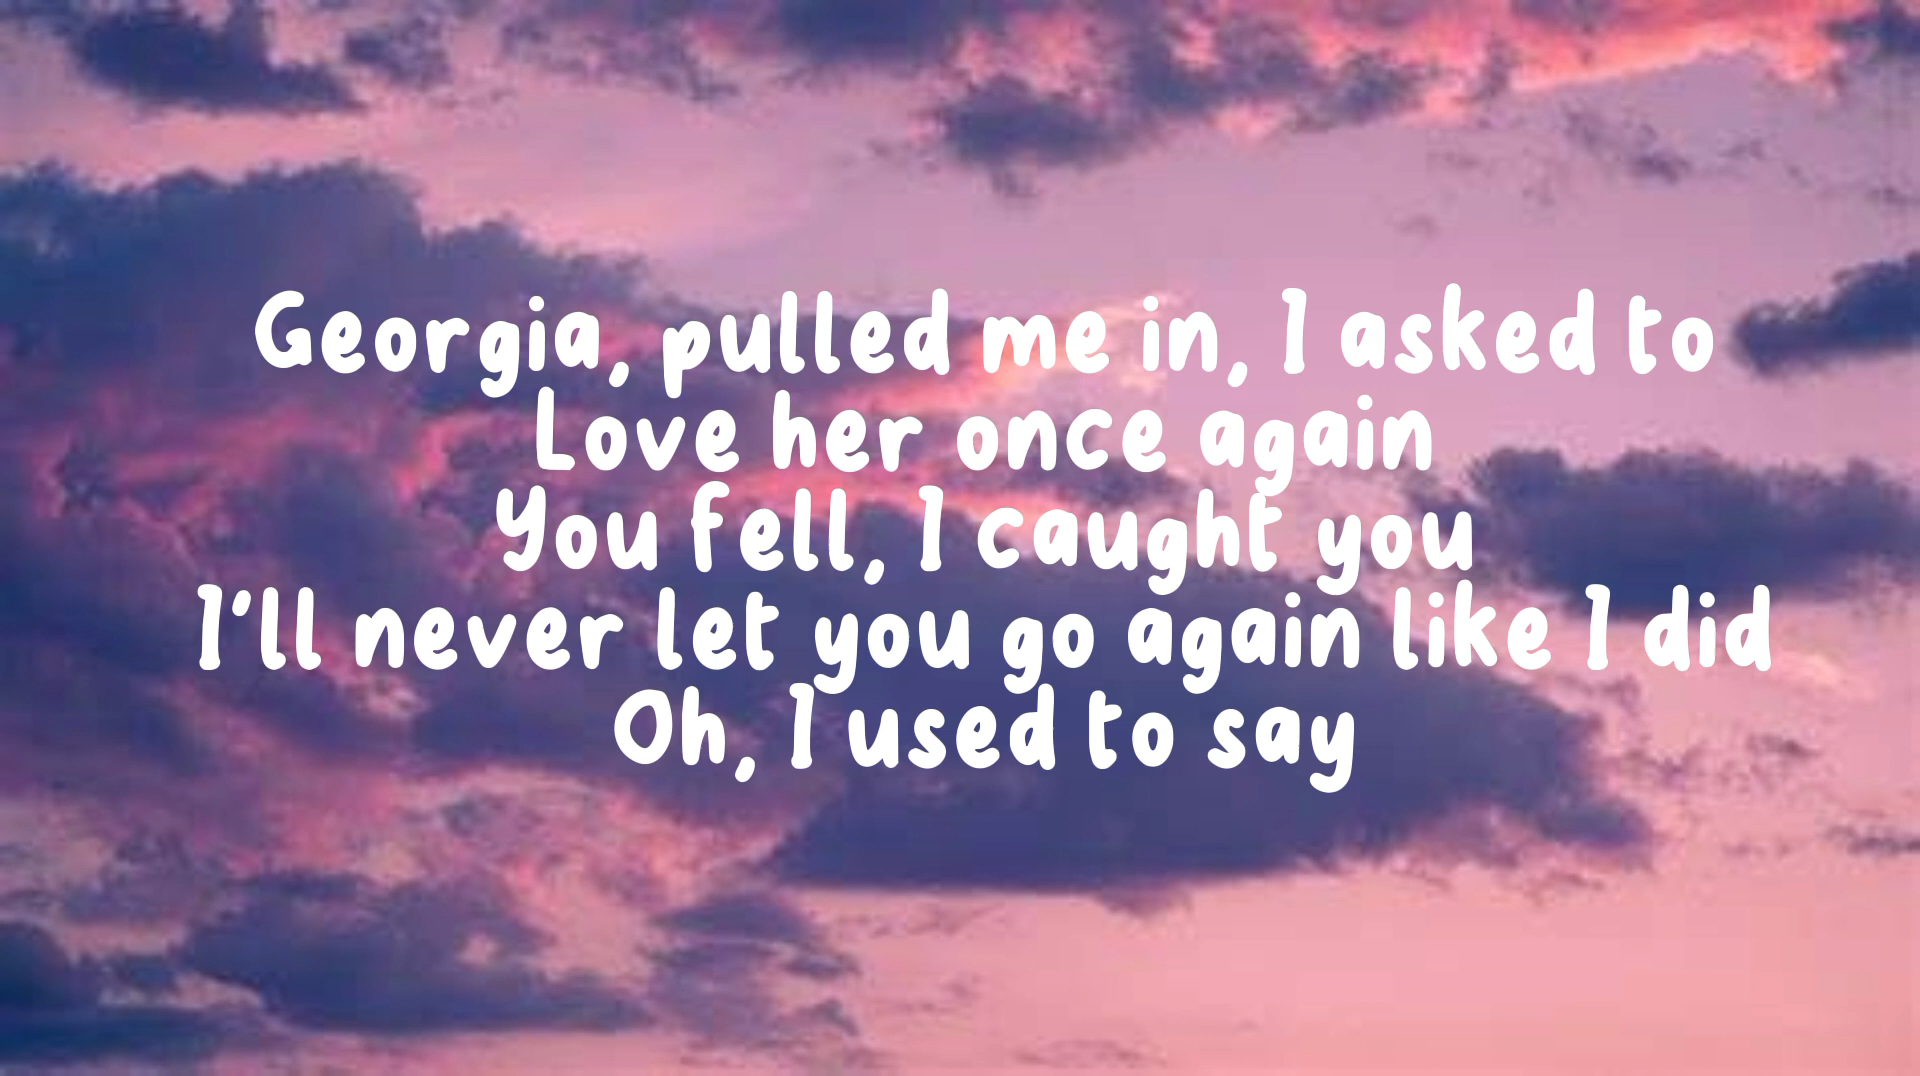 Georgia, pulled me in, I asked to
Love her once again
You fell, I caught you
I'll never let you go again like I did
Oh, I used to say